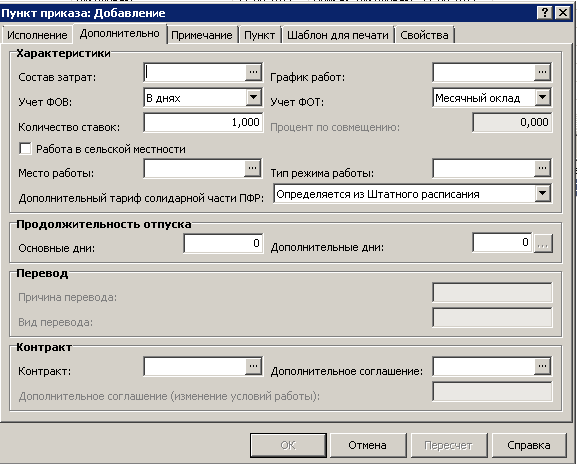 Пункт приказа: Добавление
Исполнение Дополнительно Примечание Пункт Шаблон для печати Свойства
Характеристики
Состав затрат: ... График работ: ...
Учет ФОВ: В днях Учет ФОТ: Месячный оклад
Количество ставок: 1,000 Процент по совмещению: 0,000
Работа в сельской местности
Место работы: ... Тип режима работы: ...
Дополнительный тариф солидарной части ПФР: Определяется из Штатного расписания
Продолжительность отпуска
Основные дни: 0 Дополнительные дни: 0 ...
Перевод
Причина перевода:
Вид перевода:
Контракт
Контракт: ... Дополнительное соглашение: ...
Дополнительное соглашение (изменение условий работы):
ОК Отмена Пересчет Справка